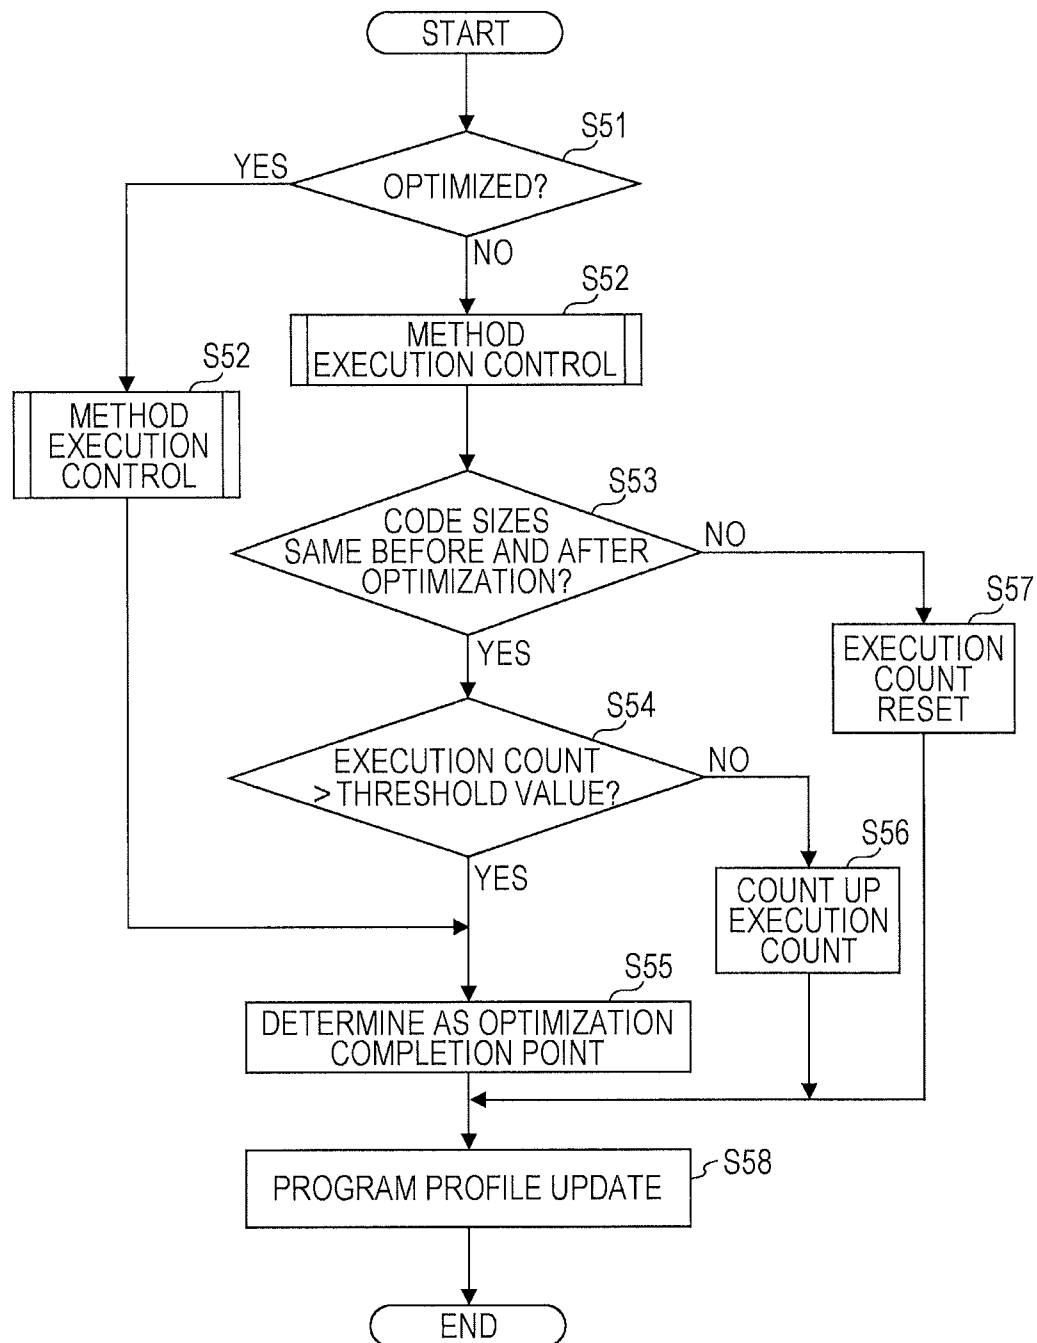 START
S51
YES
OPTIMIZED?
NO
S52
METHOD
EXECUTION CONTROL
S52
METHOD
EXECUTION
CONTROL
S53
CODE SIZES
SAME BEFORE AND AFTER
OPTIMIZATION?
NO
YES
S57
EXECUTION
COUNT
RESET
S54
EXECUTION COUNT
> THRESHOLD VALUE?
NO
YES
S56
COUNT UP
EXECUTION
COUNT
S55
DETERMINE AS OPTIMIZATION
COMPLETION POINT
S58
PROGRAM PROFILE UPDATE
END